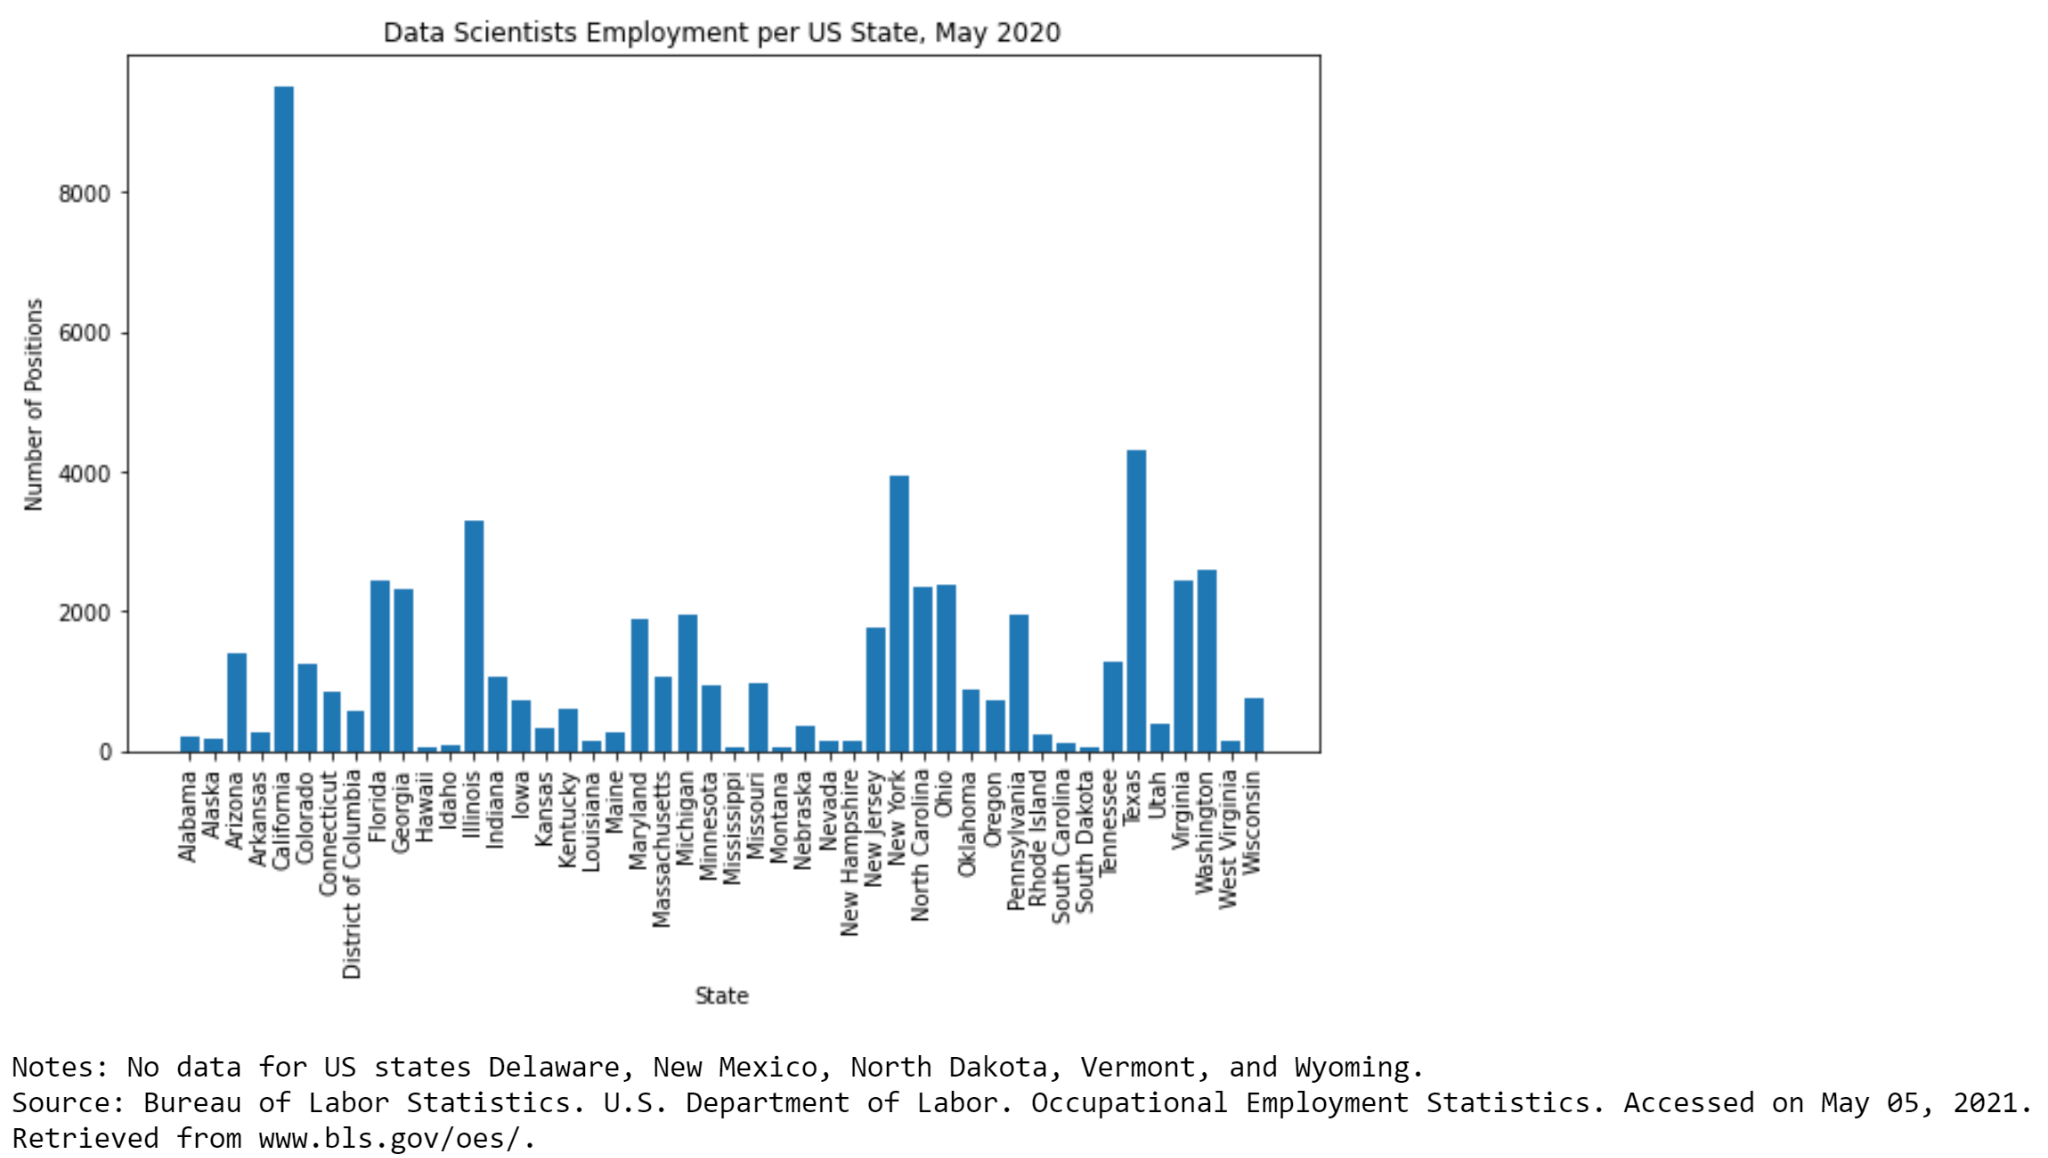 Data Scientists Employment per US State, May 2020
Number of Positions
8000
6000
4000
2000
0
Alabama
Alaska
Arizona
Arkansas
California
Colorado
Connecticut
District of Columbia
Florida
Georgia
Hawaii
Idaho
Illinois
Indiana
Iowa
Kansas
Kentucky
Louisiana
Maine
Maryland
Massachusetts
Michigan
Minnesota
Mississippi
Missouri
Montana
Nebraska
Nevada
New Hampshire
New Jersey
New York
North Carolina
Ohio
Oklahoma
Oregon
Pennsylvania
Rhode Island
South Carolina
South Dakota
Tennessee
Texas
Utah
Virginia
Washington
West Virginia
Wisconsin
State
Notes: No data for US states Delaware, New Mexico, North Dakota, Vermont, and Wyoming.
Source: Bureau of Labor Statistics. U.S. Department of Labor. Occupational Employment Statistics. Accessed on May 05, 2021.
Retrieved from www.bls.gov/oes/.